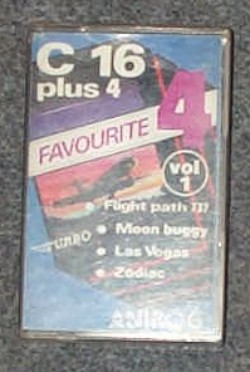 C 16
plus 4
FAVOURITE 4
vol
1
Flight path 737
Moon buggy
TURBO
Las Vegas
Zodiac
ANIROG